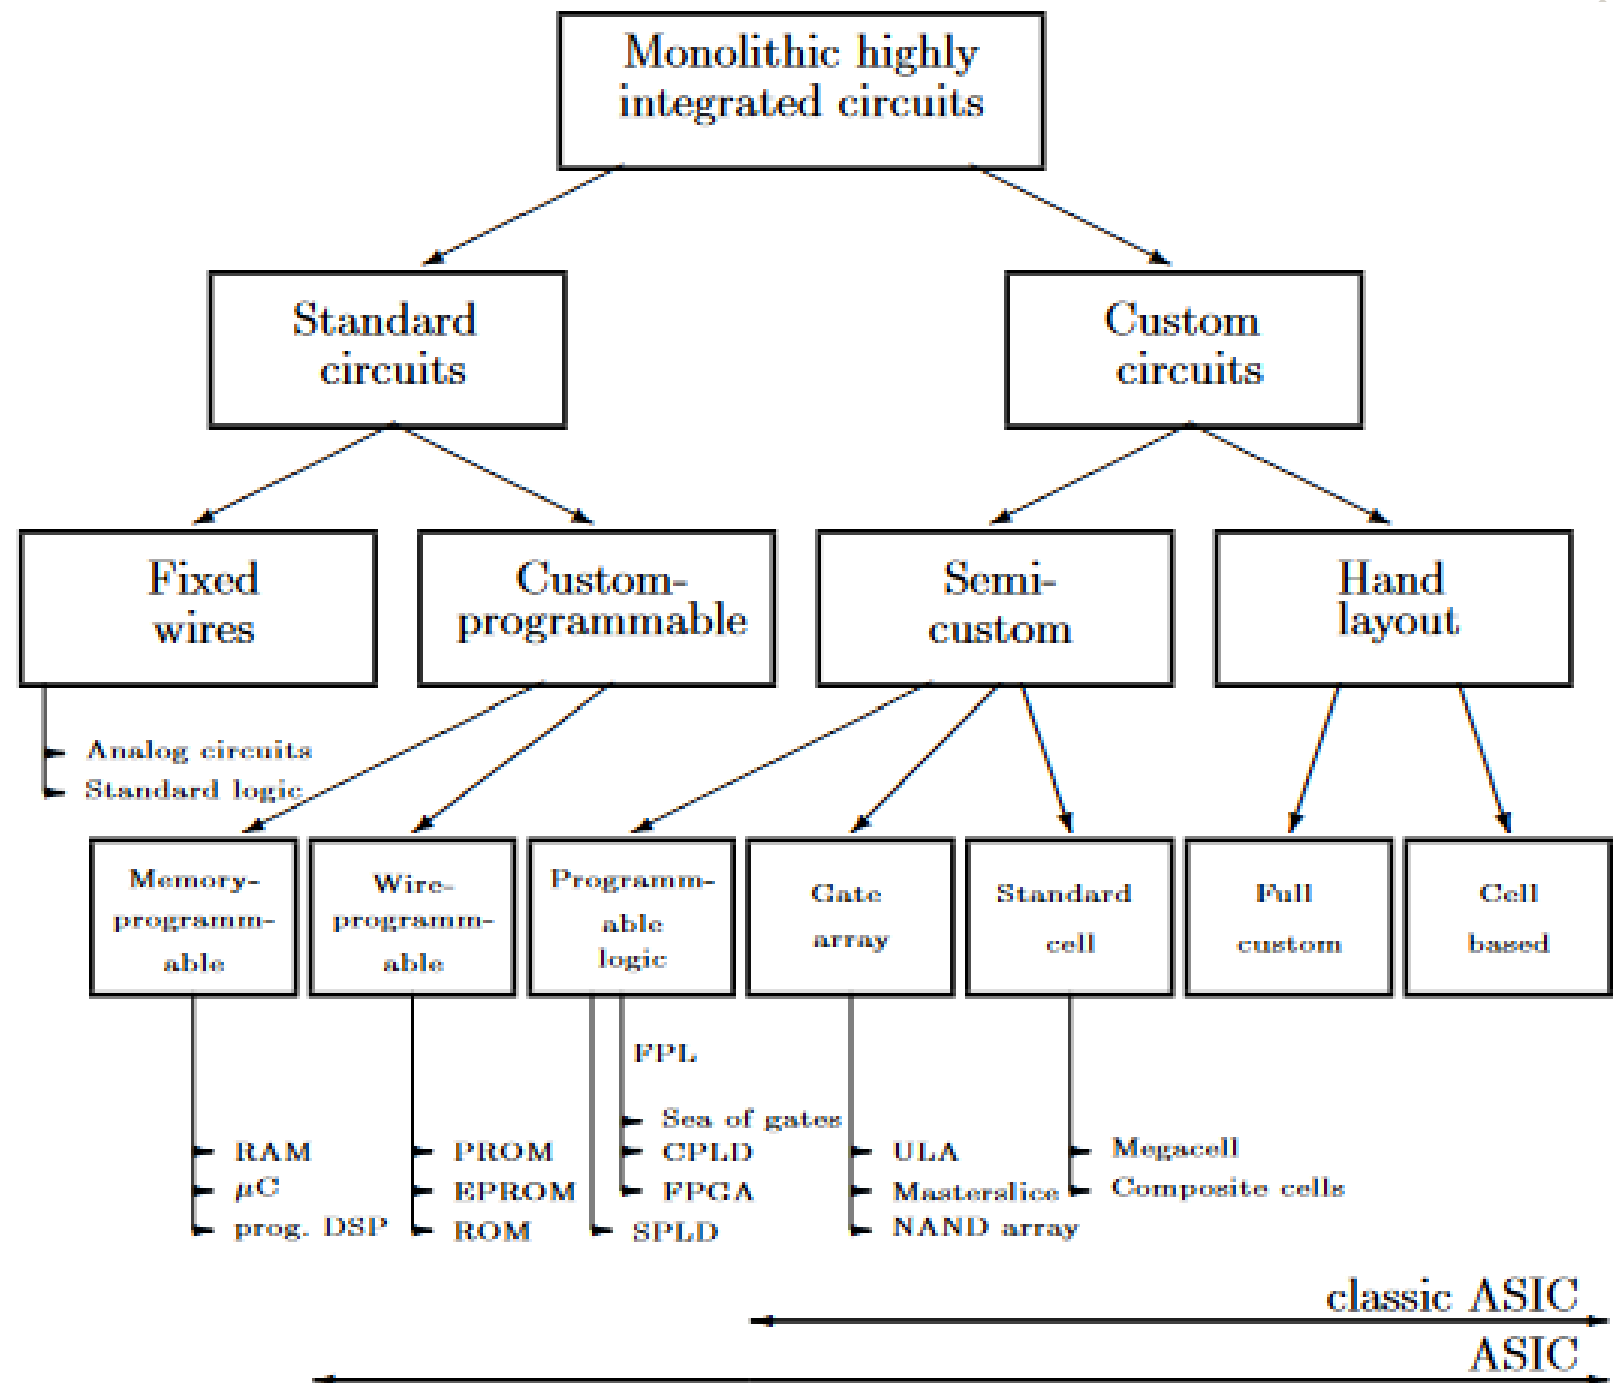 Monolithic highly
integrated circuits
Standard
circuits
Custom
circuits
Fixed
wires
Custom-
programmable
Semi-
custom
Hand
layout
Analog circuits
Standard logic
Memory-
programm-
able
Wire-
programm-
able
Programm-
able
logic
Gate
array
Standard
cell
Full
custom
Cell
based
RAM
μC
prog. DSP
PROM
EPROM
ROM
FPL
Sea of gates
CPLD
FPGA
SPLD
ULA
Masterslice
NAND array
Megacell
Composite cells
classic ASIC
ASIC